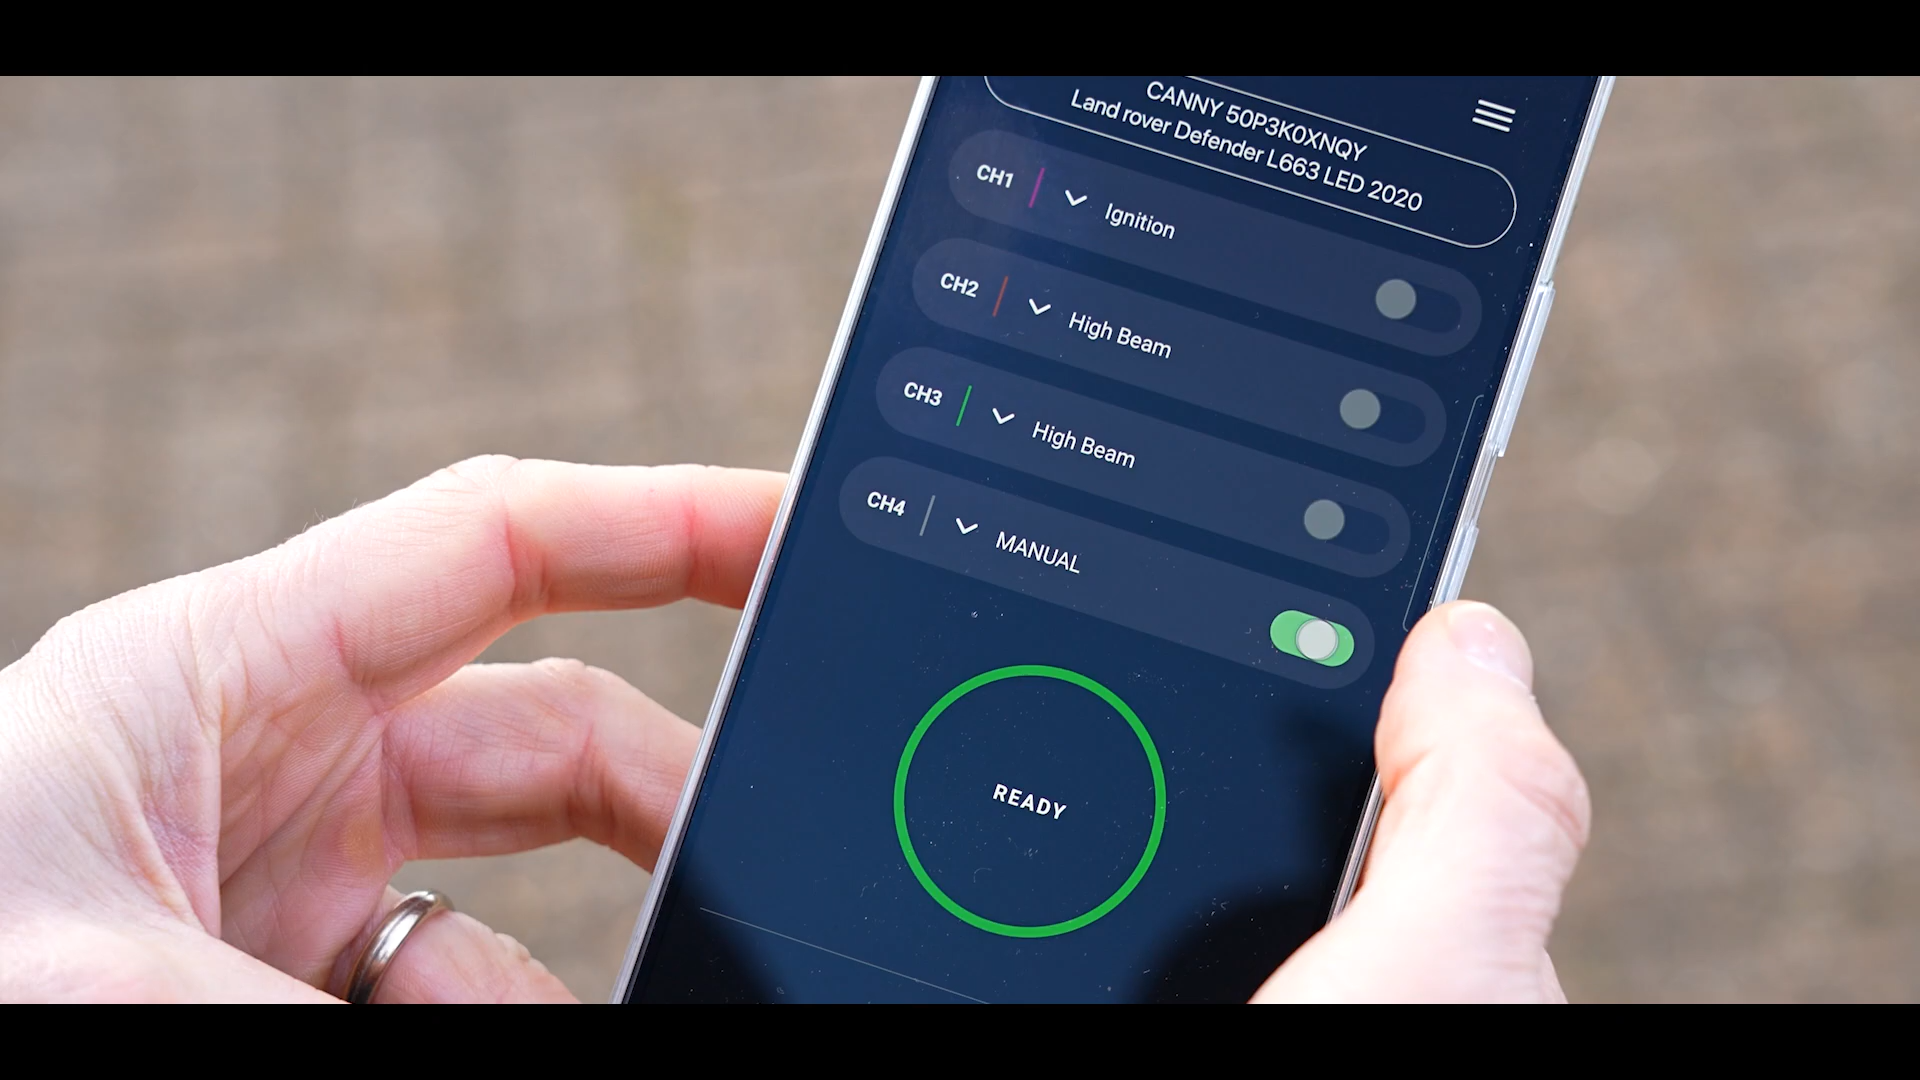 CANNY 50P3K0XNQY
Land rover Defender L663 LED 2020
CH1 Ignition
CH2 High Beam
CH3 High Beam
CH4 MANUAL
READY